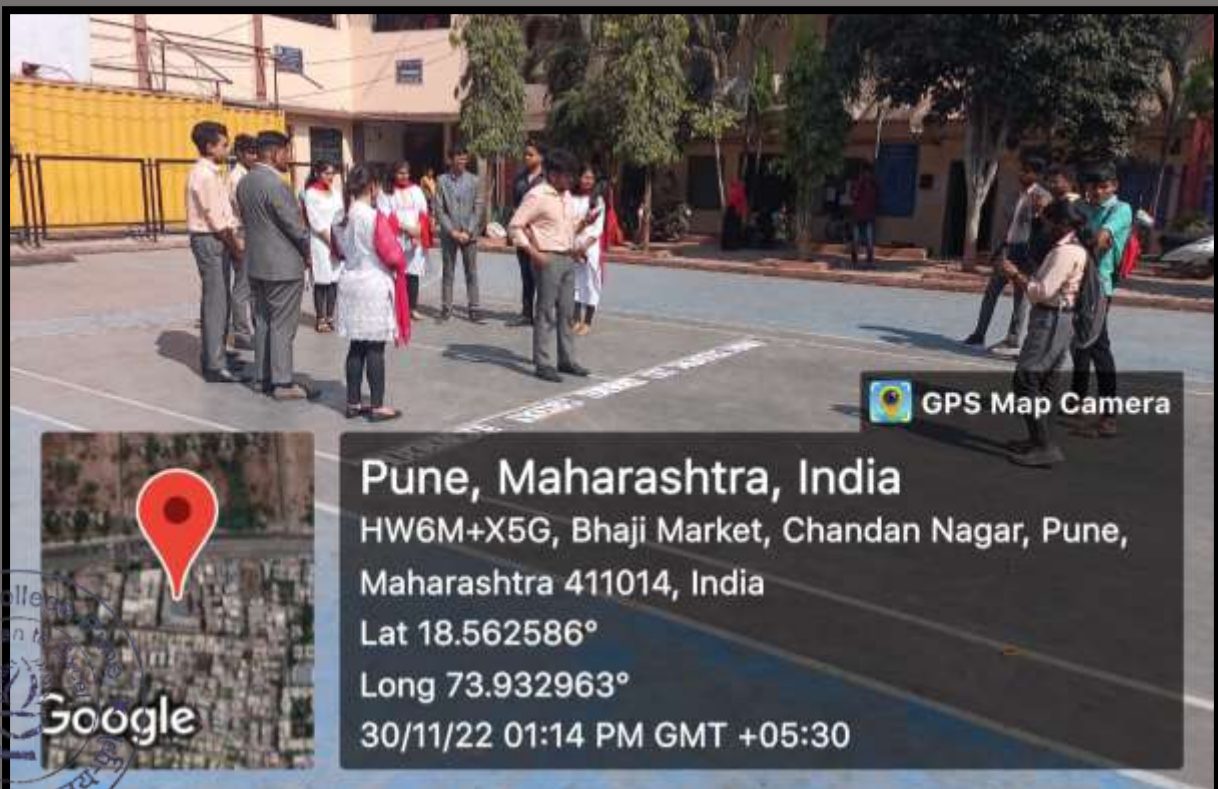 GPS Map Camera
Pune, Maharashtra, India
HW6M+X5G, Bhaji Market, Chandan Nagar, Pune,
Maharashtra 411014, India
Lat 18.562586°
Long 73.932963°
30/11/22 01:14 PM GMT +05:30
Google